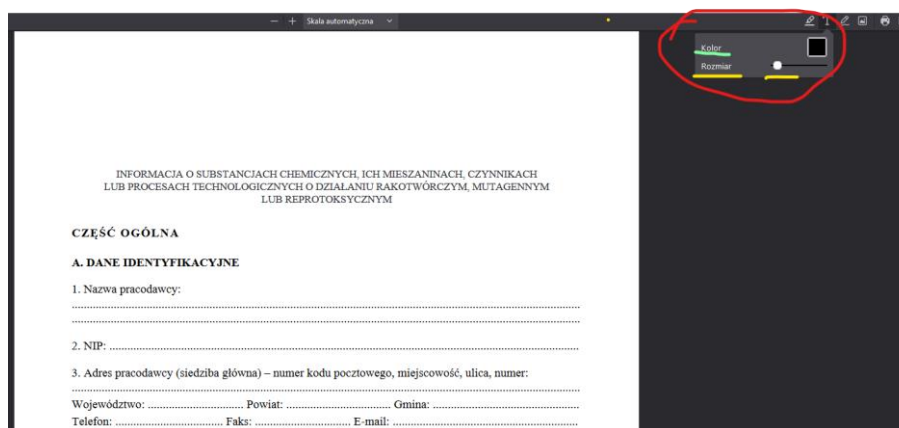 Skala automatyczna
Kolor
Rozmiar
INFORMACJA O SUBSTANCJACH CHEMICZNYCH, ICH MIESZANINACH, CZYNNIKACH
LUB PROCESACH TECHNOLOGICZNYCH O DZIAŁANIU RAKOTWÓRCZYM, MUTAGENNYM
LUB REPROTOKSYCZNYM
CZĘŚĆ OGÓLNA
A. DANE IDENTYFIKACYJNE
1. Nazwa pracodawcy:
2. NIP:
3. Adres pracodawcy (siedziba główna) – numer kodu pocztowego, miejscowość, ulica, numer:
Województwo: ................................ Powiat: ................................... Gmina: .................................................
Telefon: .................................... Faks: ................................ E-mail: ..............................................................